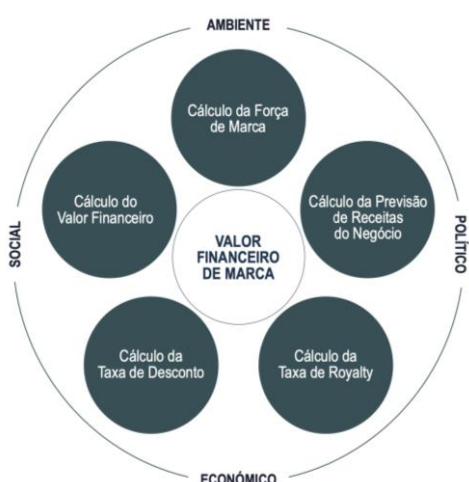 AMBIENTE
Cálculo da Força
de Marca
Cálculo do
Valor Financeiro
Cálculo da Previsão
de Receitas
do Negócio
SOCIAL
VALOR
FINANCEIRO
DE MARCA
POLÍTICO
Cálculo da
Taxa de Desconto
Cálculo da
Taxa de Royalty
ECONÓMICO